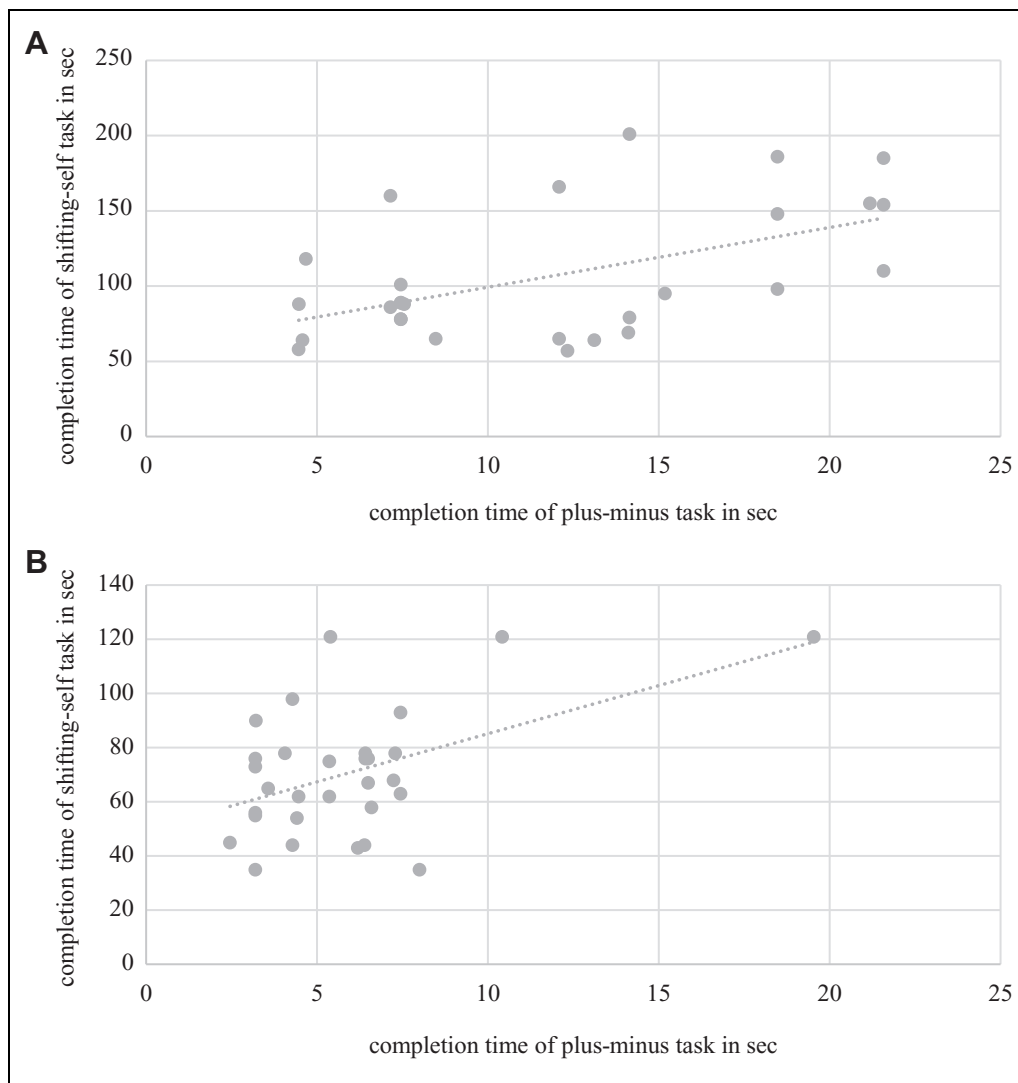 A
completion time of shifting-self task in sec
250
200
150
100
50
0
0 5 10 15 20 25
completion time of plus-minus task in sec
B
completion time of shifting-self task in sec
140
120
100
80
60
40
20
0
0 5 10 15 20 25
completion time of plus-minus task in sec